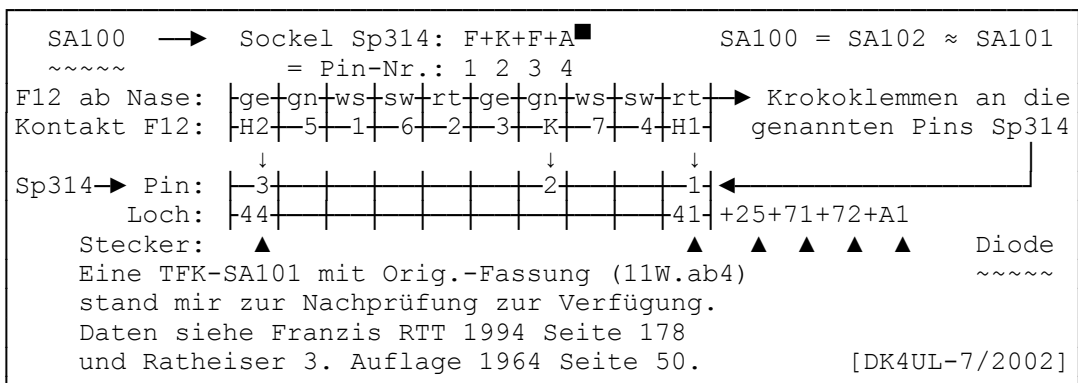 SA100 ──► Sockel Sp314: F+K+F+A■ SA100 = SA102 ≈ SA101
~~~~~ = Pin-Nr.: 1 2 3 4
F12 ab Nase: ├ge┼gn┼ws┼sw┼rt┼ge┼gn┼ws┼sw┼rt┼─► Krokoklemmen an die
Kontakt F12: ├H2┼─5┼─1┼─6┼─2┼─3┼─K┼─7┼─4┼H1┤ genannten Pins Sp314
↓ ↓ ↓
Sp314─► Pin: ├─3┼──┼──┼──┼──┼──┼─2┼──┼──┼─1┤◄
Loch: ├44┼──┼──┼──┼──┼──┼──┼──┼──┼41┤+25+71+72+A1
Stecker: ▲ ▲ ▲ ▲ ▲ ▲ Diode
Eine TFK-SA101 mit Orig.-Fassung (11W.ab4) ~~~~~
stand mir zur Nachprüfung zur Verfügung.
Daten siehe Franzis RTT 1994 Seite 178
und Ratheiser 3. Auflage 1964 Seite 50. [DK4UL-7/2002]